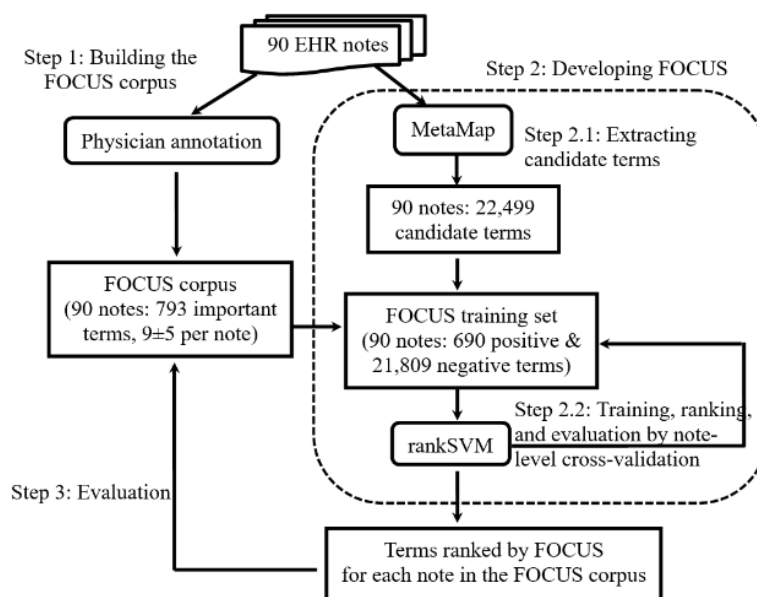 90 EHR notes
Step 1: Building the
FOCUS corpus
Step 2: Developing FOCUS
Physician annotation
MetaMap
Step 2.1: Extracting
candidate terms
90 notes: 22,499
candidate terms
FOCUS corpus
(90 notes: 793 important
terms, 9±5 per note)
FOCUS training set
(90 notes: 690 positive &
21,809 negative terms)
Step 2.2: Training, ranking,
and evaluation by note-
level cross-validation
rankSVM
Step 3: Evaluation
Terms ranked by FOCUS
for each note in the FOCUS corpus